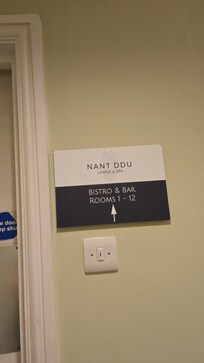 NANT DDU
LODGE & SPA
BISTRO & BAR
ROOMS 1 - 12